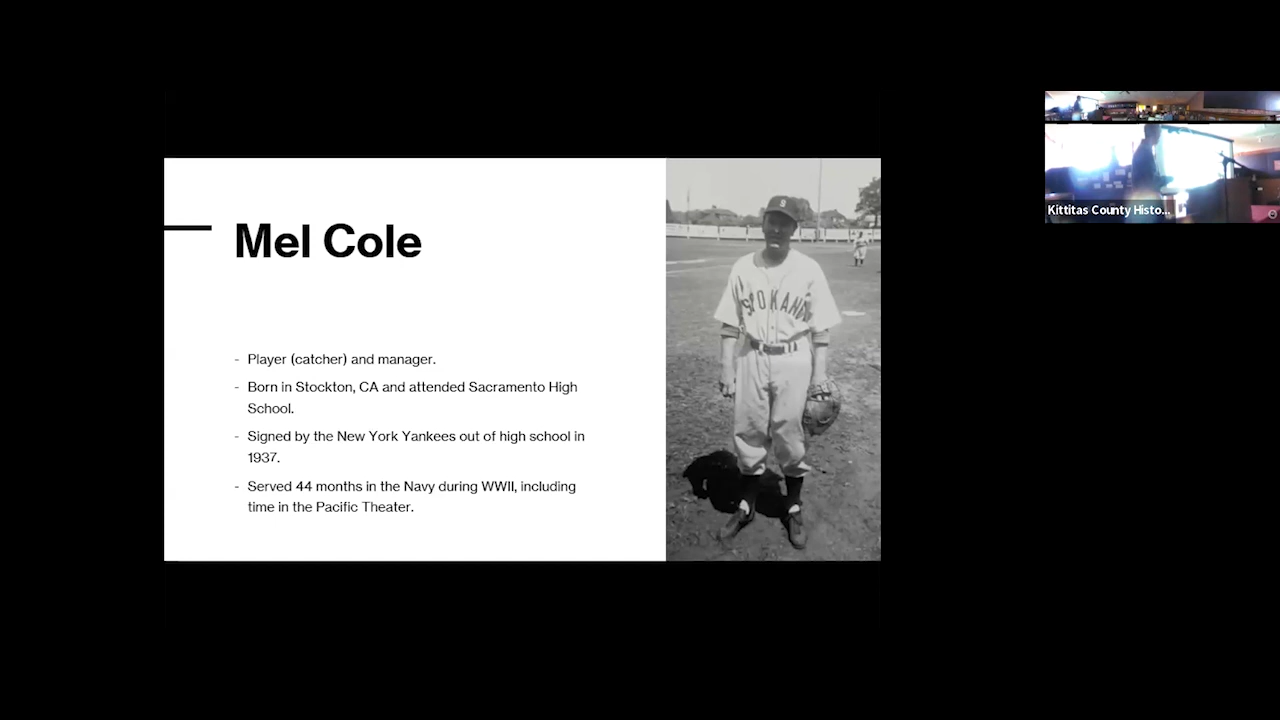 Mel Cole
- Player (catcher) and manager.
- Born in Stockton, CA and attended Sacramento High
School.
- Signed by the New York Yankees out of high school in
1937.
- Served 44 months in the Navy during WWII, including
time in the Pacific Theater.
S
SPOKANE
Kittitas County Histo...